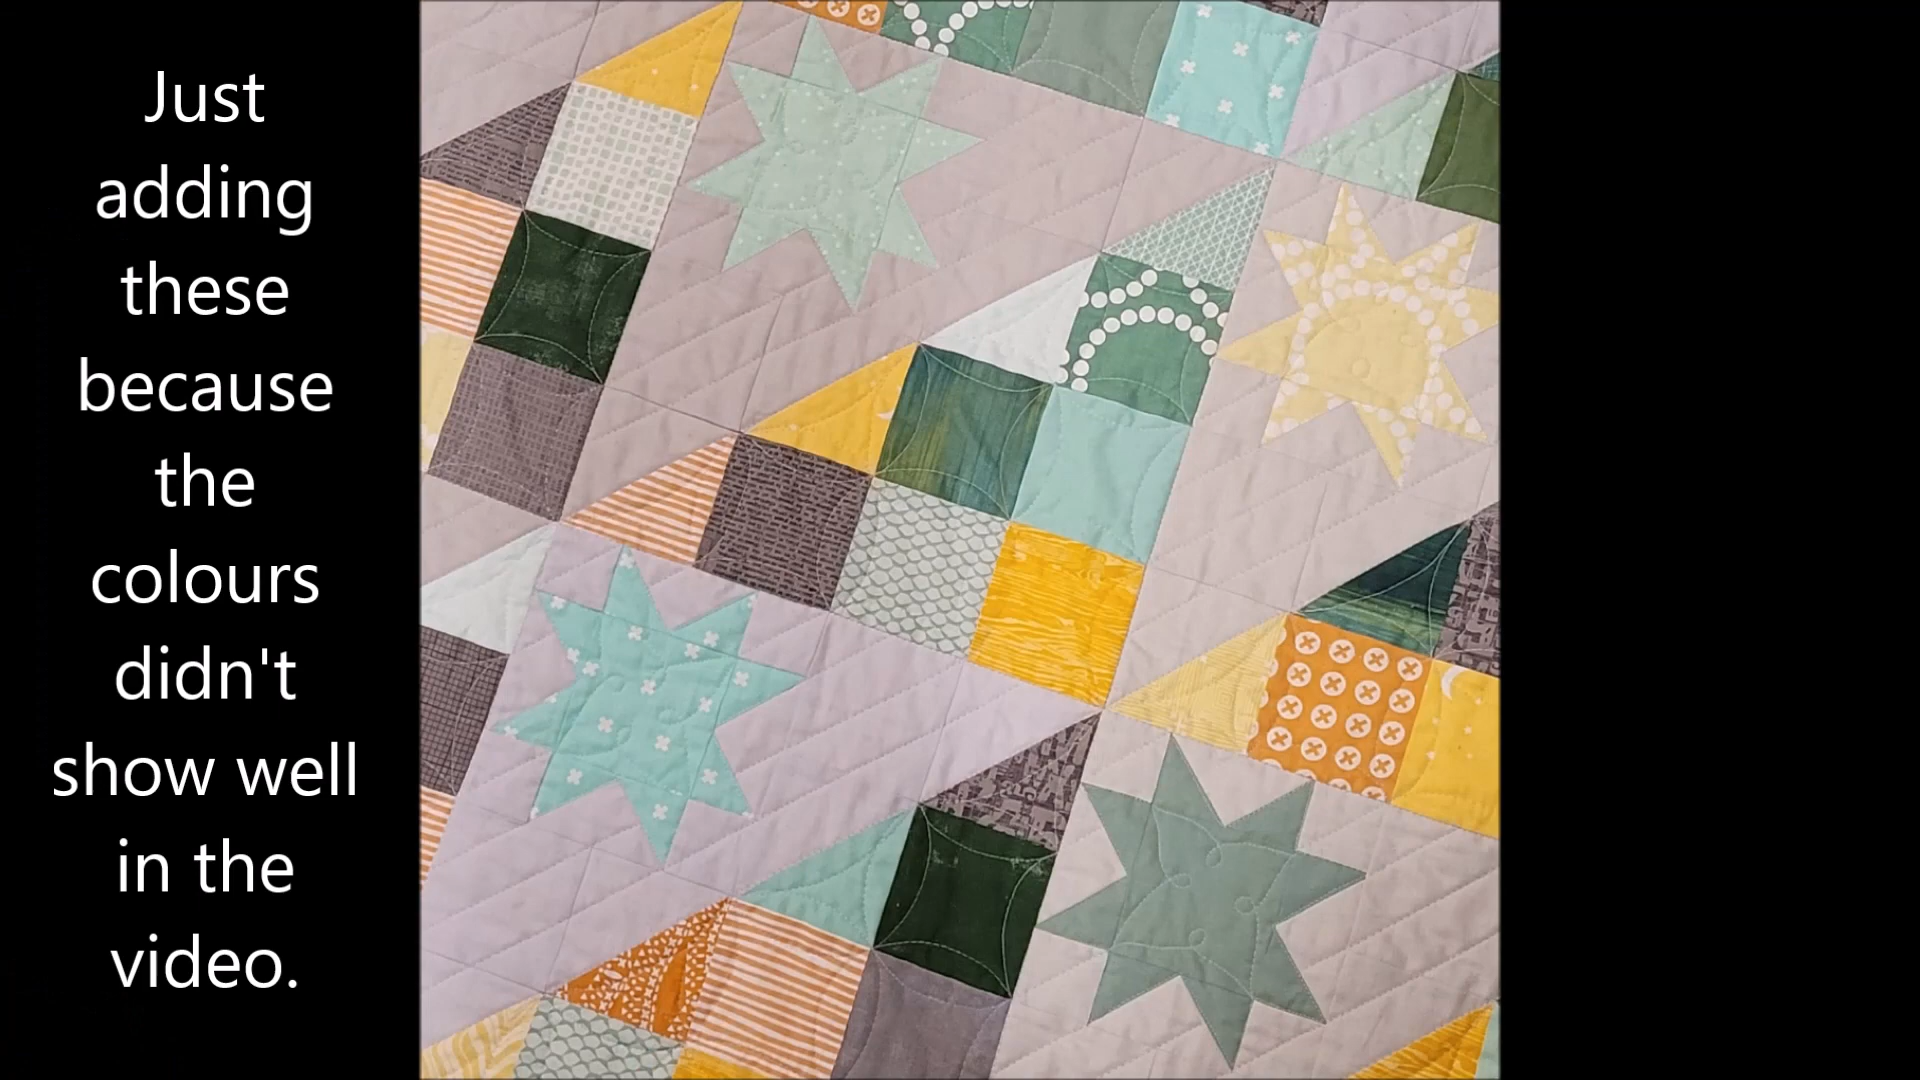 Just
adding
these
because
the
colours
didn't
show well
in the
video.